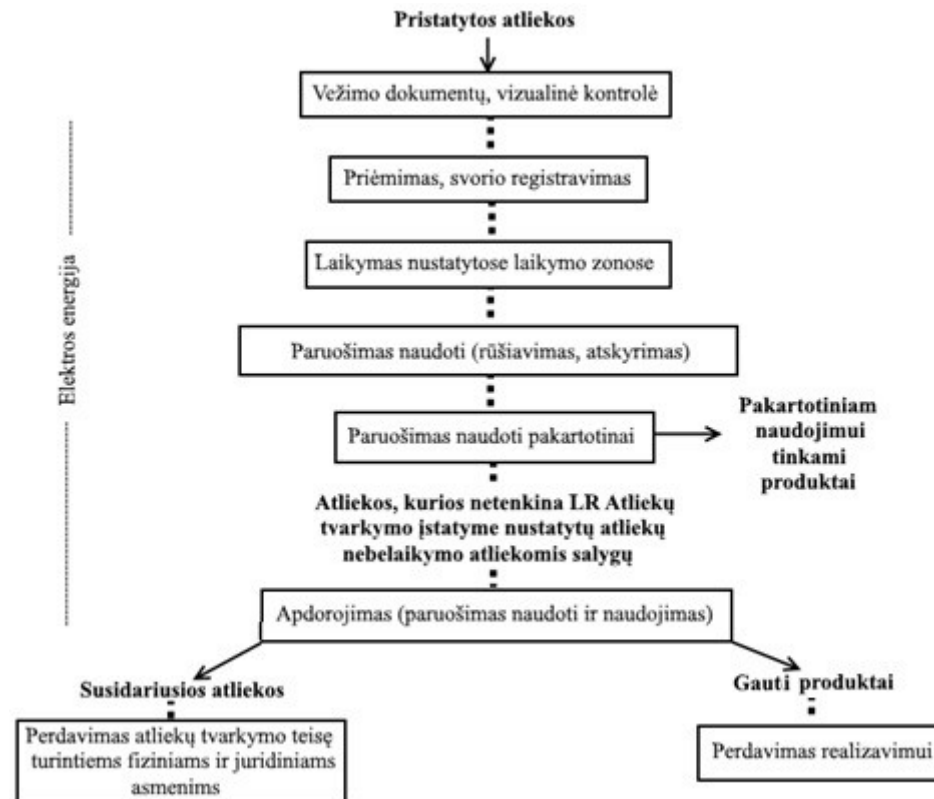 Pristatytos atliekos
Vežimo dokumentų, vizualinė kontrolė
Priėmimas, svorio registravimas
Laikymas nustatytose laikymo zonose
Elektros energija
Paruošimas naudoti (rūšiavimas, atskyrimas)
Paruošimas naudoti pakartotinai
Pakartotiniam
naudojimui
tinkami
produktai
Atliekos, kurios netenkina LR Atliekų
tvarkymo įstatyme nustatytų atliekų
nebelaikymo atliekomis salygų
Apdorojimas (paruošimas naudoti ir naudojimas)
Susidariusios atliekos
Perdavimas atliekų tvarkymo teisę
turintiems fiziniams ir juridiniams
asmenims
Gauti produktai
Perdavimas realizavimui